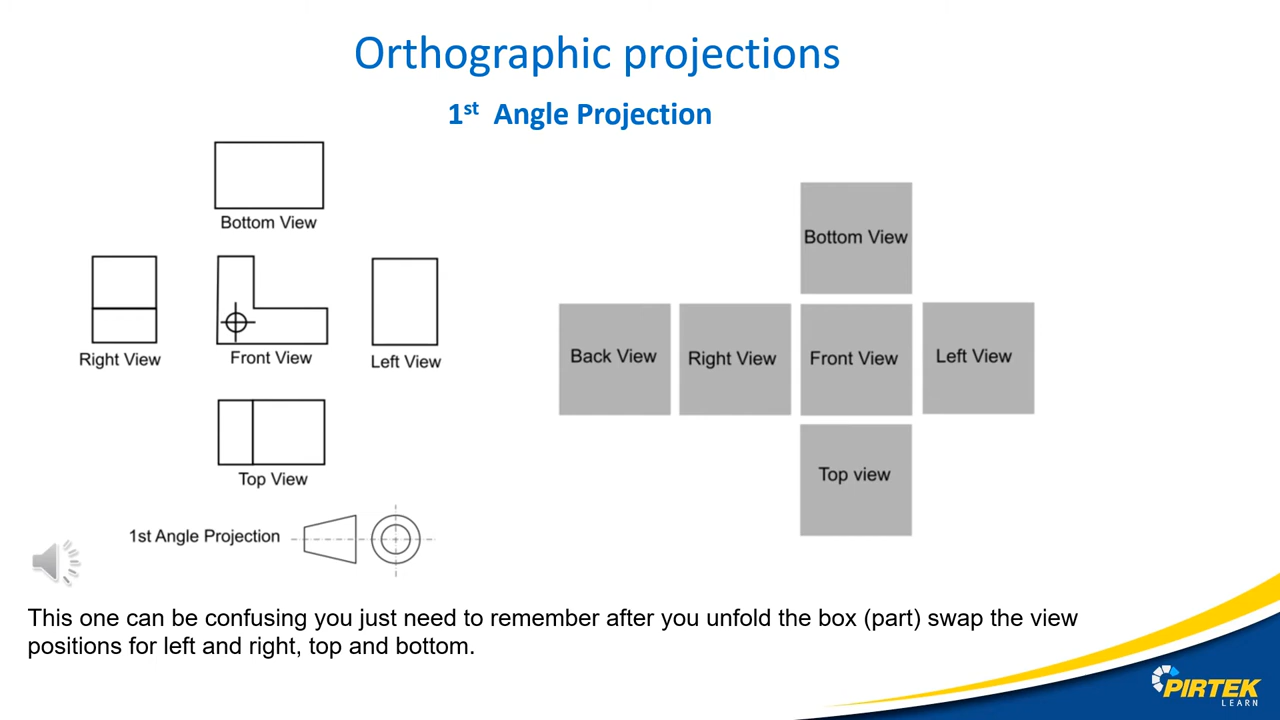 Orthographic projections
1st Angle Projection
Bottom View
Right View
Front View
Left View
Top View
1st Angle Projection
Bottom View
Back View
Right View
Front View
Left View
Top view
This one can be confusing you just need to remember after you unfold the box (part) swap the view
positions for left and right, top and bottom.
PIRTEK
LEARN